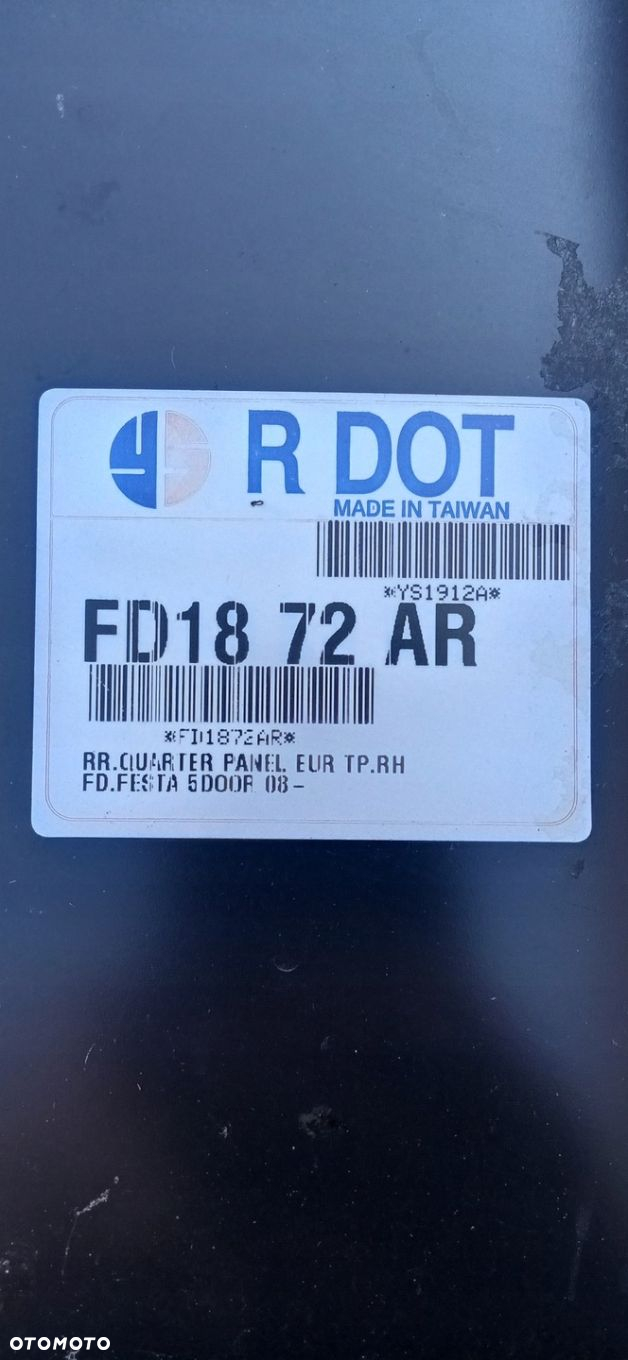 YS R DOT
MADE IN TAIWAN
*YS1912A*
FD18 72 AR
*FD1872AR*
RR.QUARTER PANEL EUR TP.RH
FD.FESTA 5DOOR 08-
OTOMOTO